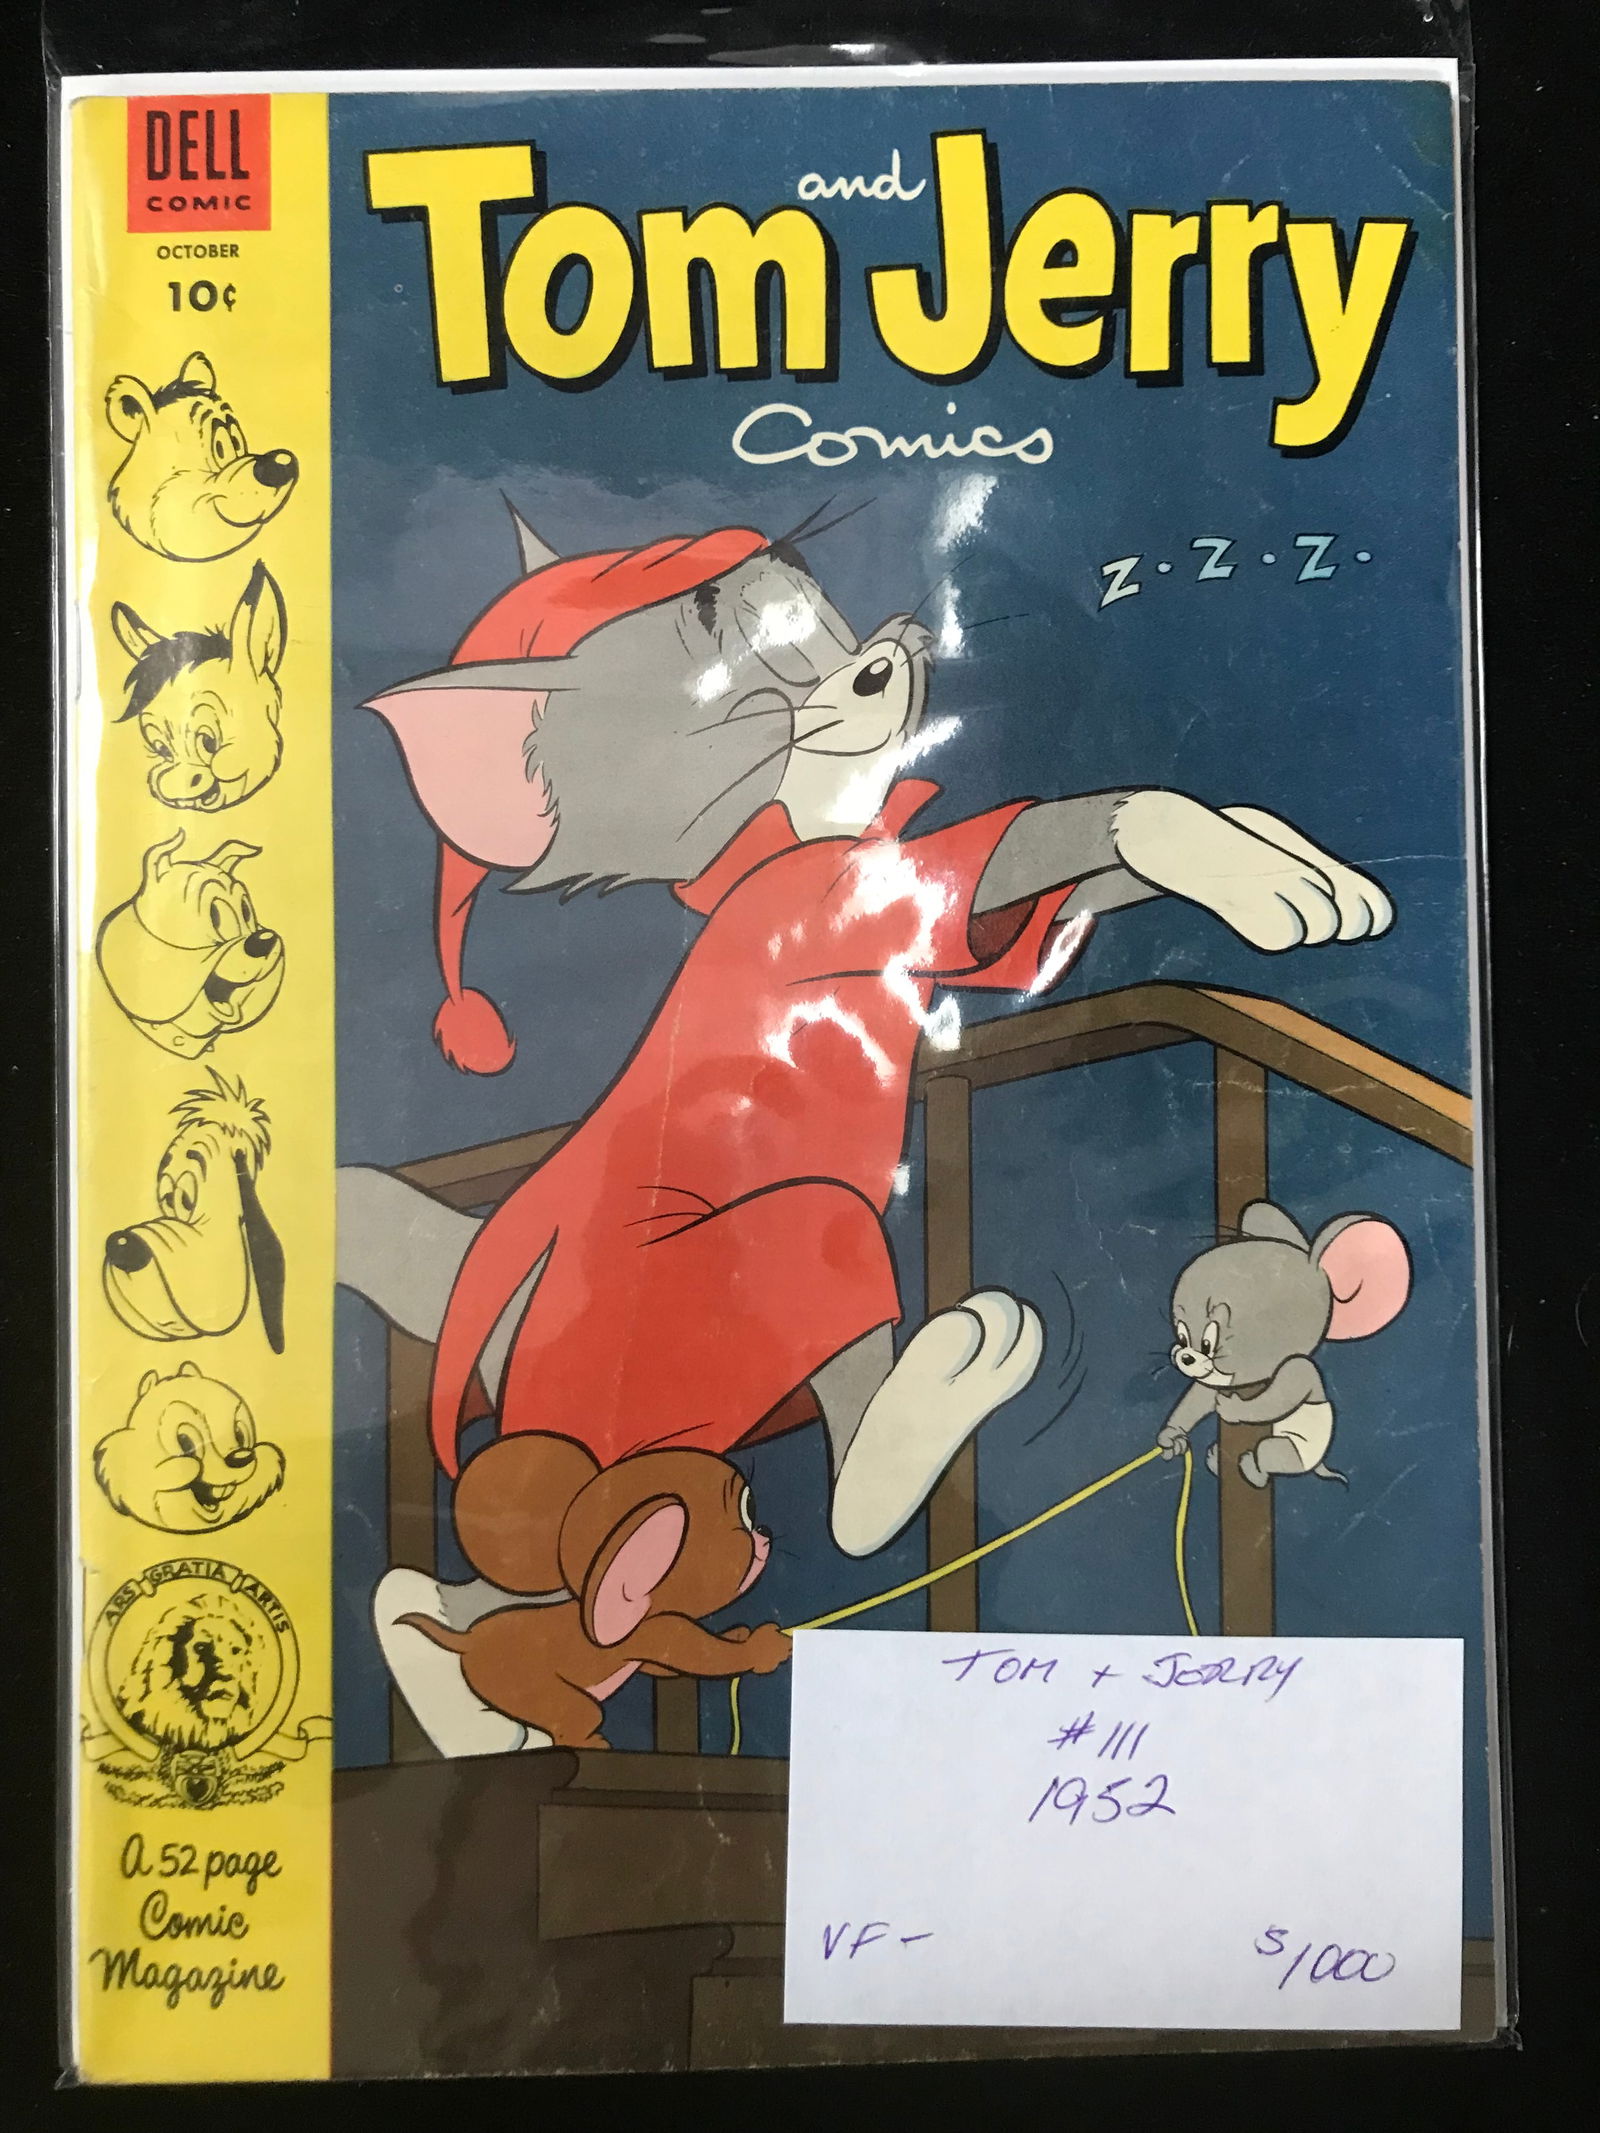 DELL
COMIC
OCTOBER
10¢
Tom and Jerry
Comics
Z·Z·Z·
ARS GRATIA ARTIS
A 52 page
Comic
Magazine
TOM + JERRY
#111
1952
VF- $1000